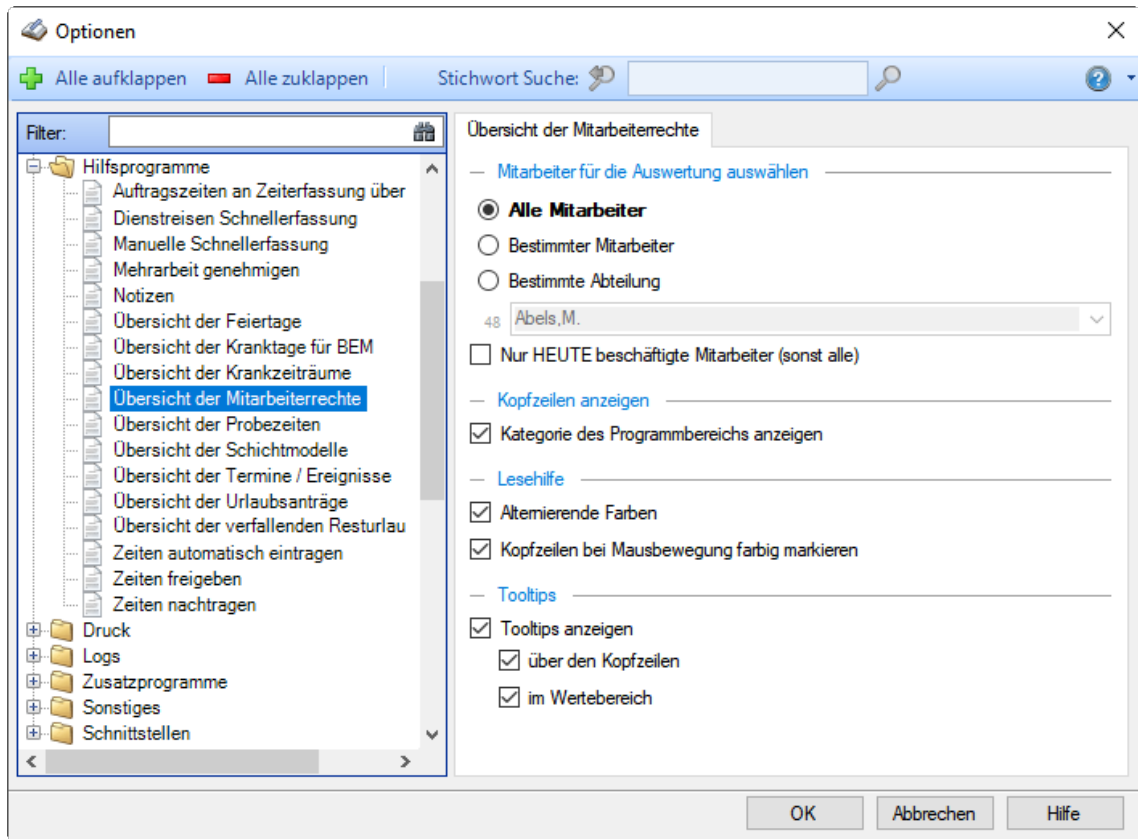 Optionen
Alle aufklappen Alle zuklappen Stichwort Suche:
Filter:
Hilfsprogramme
Auftragszeiten an Zeiterfassung über
Dienstreisen Schnellerfassung
Manuelle Schnellerfassung
Mehrarbeit genehmigen
Notizen
Übersicht der Feiertage
Übersicht der Kranktage für BEM
Übersicht der Krankzeiträume
Übersicht der Mitarbeiterrechte
Übersicht der Probezeiten
Übersicht der Schichtmodelle
Übersicht der Termine / Ereignisse
Übersicht der Urlaubsanträge
Übersicht der verfallenden Resturlau
Zeiten automatisch eintragen
Zeiten freigeben
Zeiten nachtragen
Druck
Logs
Zusatzprogramme
Sonstiges
Schnittstellen
Übersicht der Mitarbeiterrechte
Mitarbeiter für die Auswertung auswählen
Alle Mitarbeiter
Bestimmter Mitarbeiter
Bestimmte Abteilung
48 Abels,M.
Nur HEUTE beschäftigte Mitarbeiter (sonst alle)
Kopfzeilen anzeigen
Kategorie des Programmbereichs anzeigen
Lesehilfe
Alternierende Farben
Kopfzeilen bei Mausbewegung farbig markieren
Tooltips
Tooltips anzeigen
über den Kopfzeilen
im Wertebereich
OK Abbrechen Hilfe